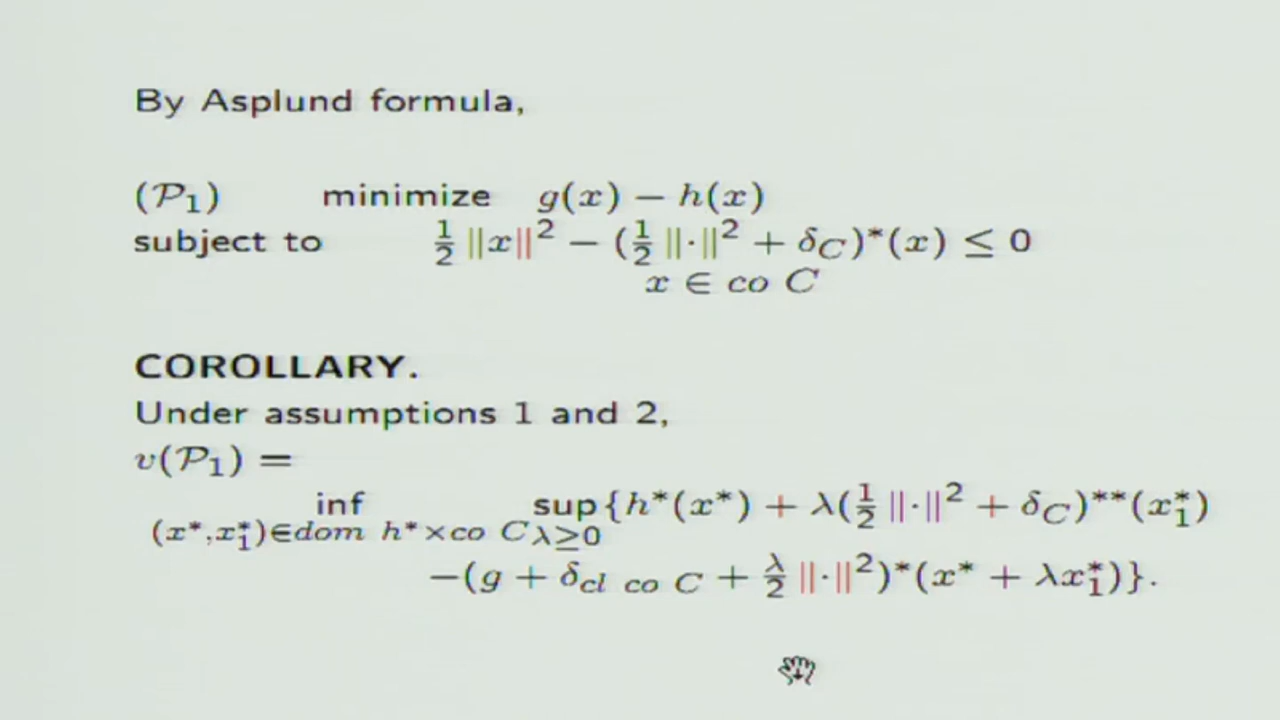 By Asplund formula,
(𝒫₁) minimize g(x) − h(x)
subject to ½ ||x||² − (½ ||·||² + δ_C)*(x) ≤ 0
x ∈ co C
COROLLARY.
Under assumptions 1 and 2,
v(𝒫₁) =
inf sup{h*(x*) + λ(½ ||·||² + δ_C)**(x₁*)
(x*,x₁*)∈dom h*×co C λ≥0
−(g + δ_{cl co C} + λ/2 ||·||²)*(x* + λx₁*)}.